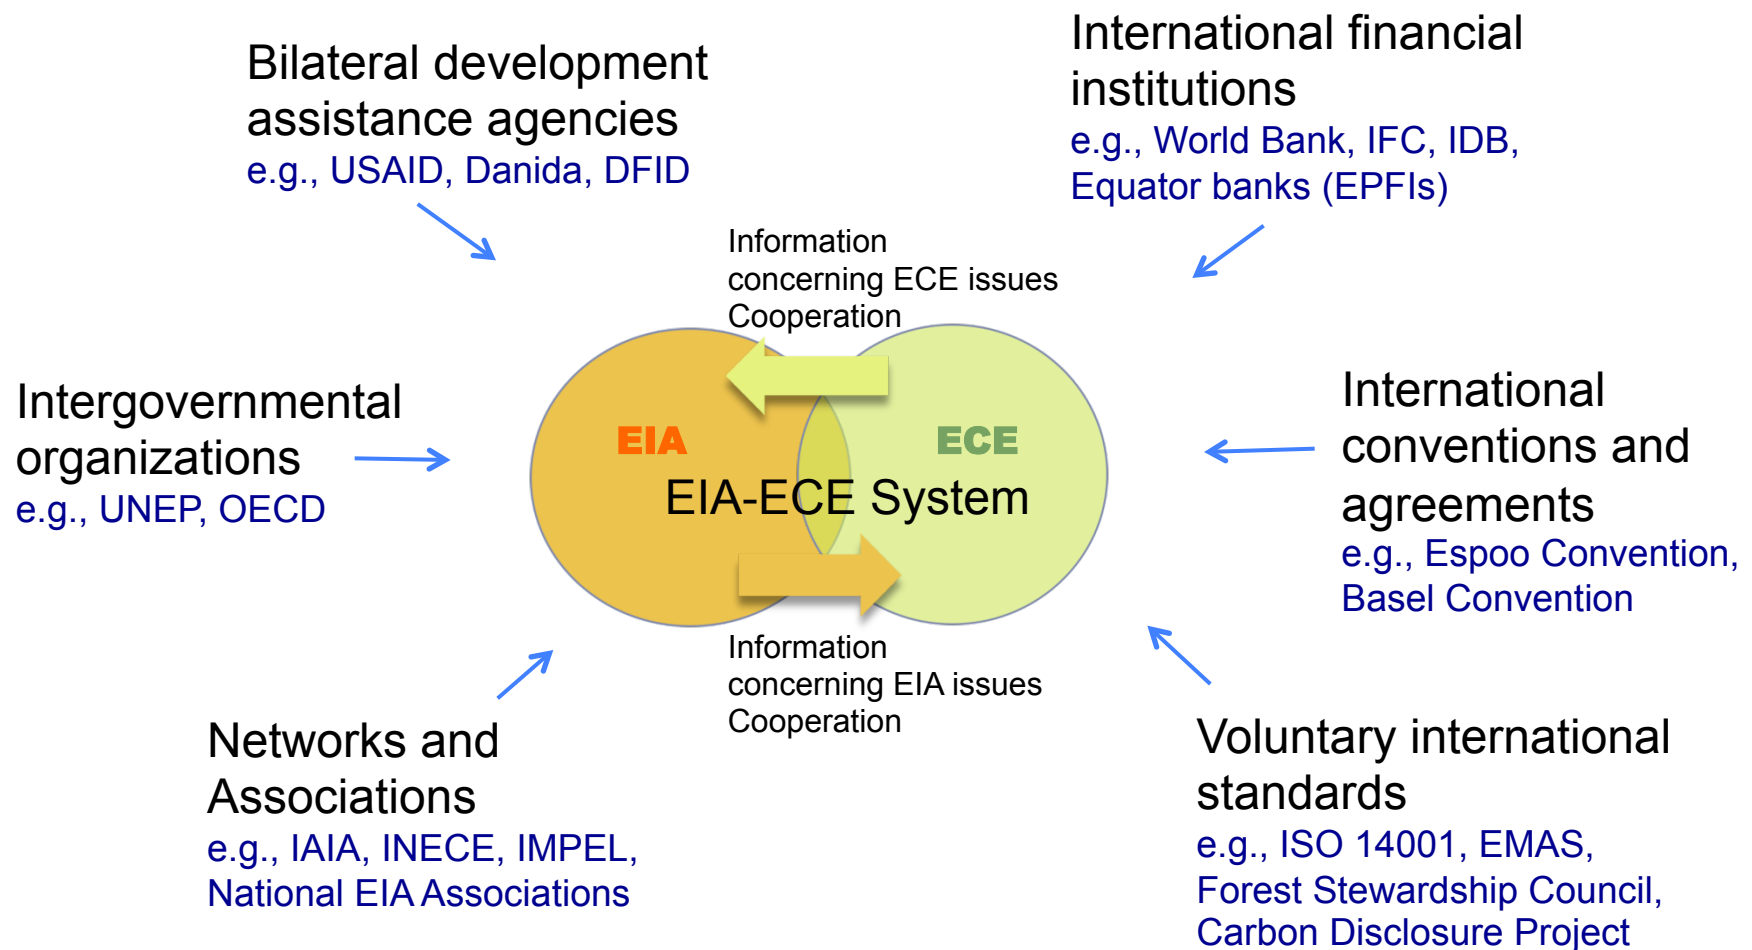 Bilateral development
assistance agencies
e.g., USAID, Danida, DFID
International financial
institutions
e.g., World Bank, IFC, IDB,
Equator banks (EPFIs)
Information
concerning ECE issues
Cooperation
Intergovernmental
organizations
e.g., UNEP, OECD
EIA
ECE
EIA-ECE System
International
conventions and
agreements
e.g., Espoo Convention,
Basel Convention
Information
concerning EIA issues
Cooperation
Networks and
Associations
e.g., IAIA, INECE, IMPEL,
National EIA Associations
Voluntary international
standards
e.g., ISO 14001, EMAS,
Forest Stewardship Council,
Carbon Disclosure Project